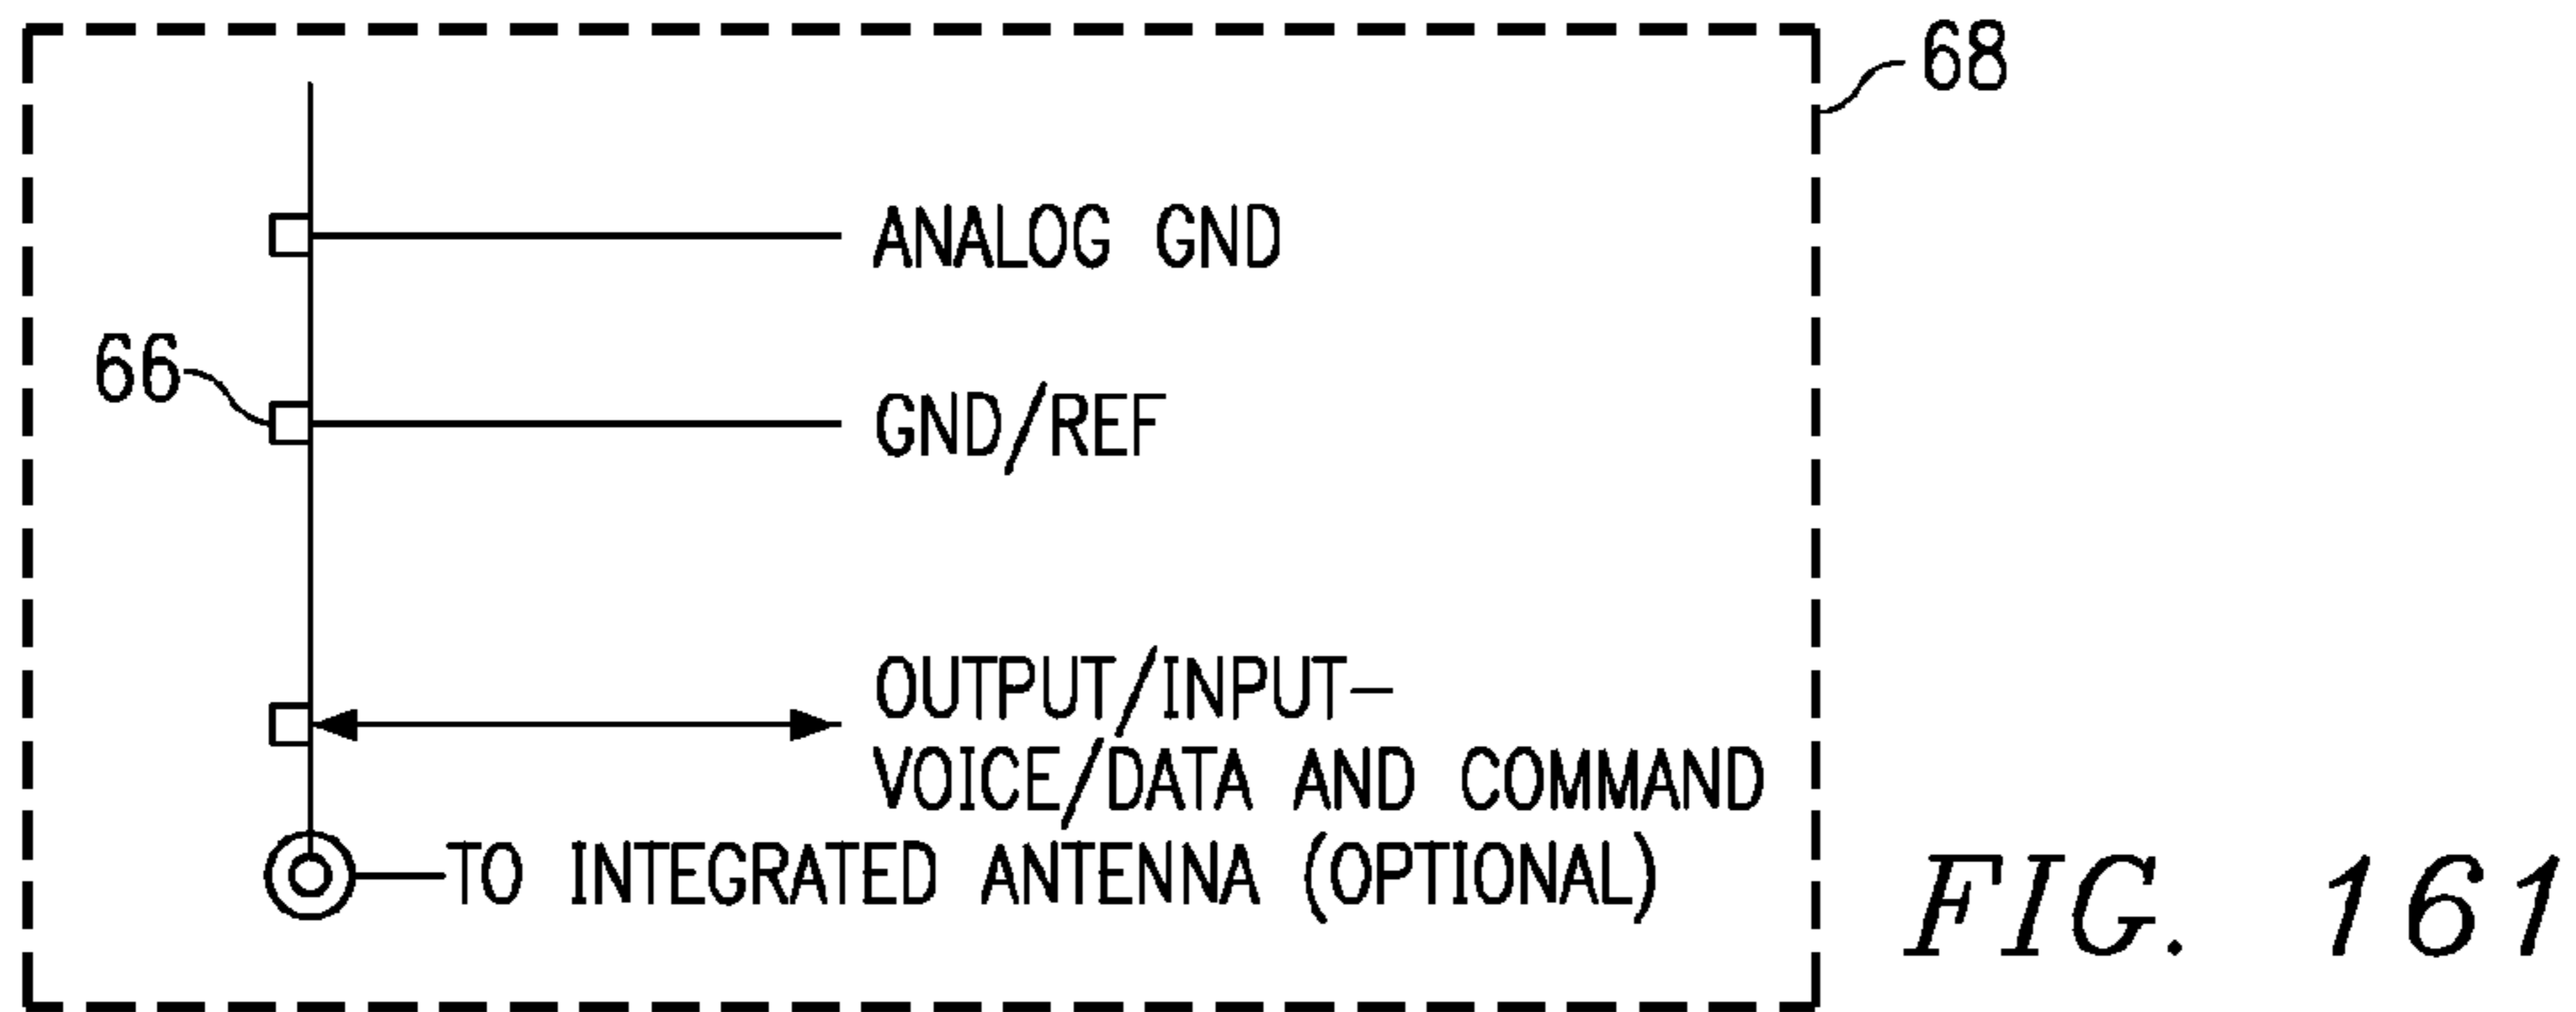 68
ANALOG GND
66
GND/REF
OUTPUT/INPUT-
VOICE/DATA AND COMMAND
TO INTEGRATED ANTENNA (OPTIONAL)
FIG. 161